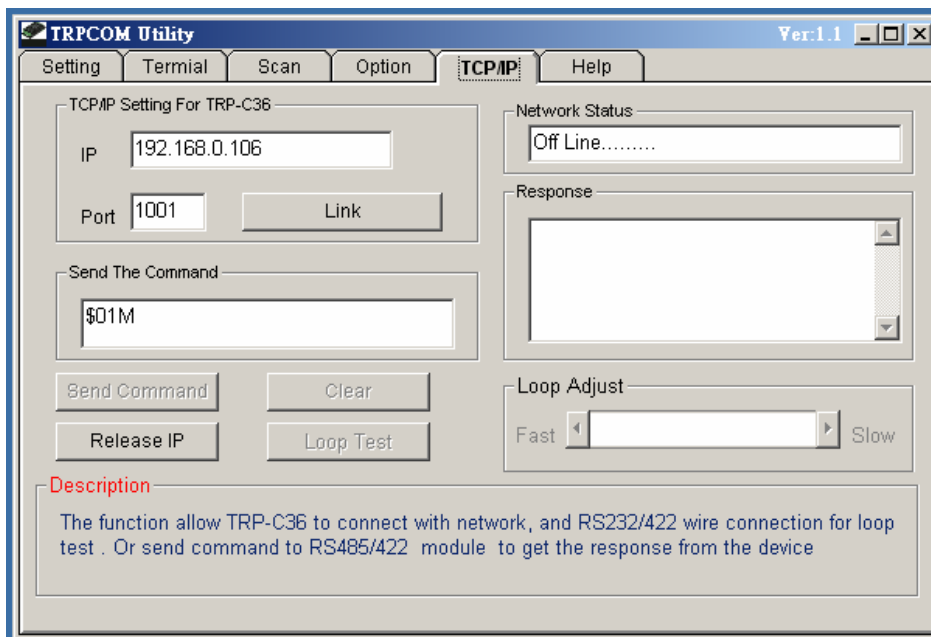 TRPCOM Utility Ver:1.1
Setting Termial Scan Option TCP/IP Help
TCP/IP Setting For TRP-C36
IP 192.168.0.106
Port 1001 Link
Network Status
Off Line.........
Response
Send The Command
$01M
Send Command Clear
Release IP Loop Test
Loop Adjust
Fast Slow
Description
The function allow TRP-C36 to connect with network, and RS232/422 wire connection for loop
test . Or send command to RS485/422 module to get the response from the device